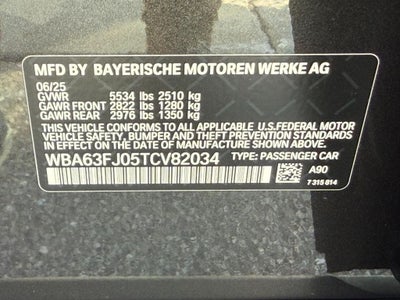 MFD BY BAYERISCHE MOTOREN WERKE AG
06/25
GVWR 5534 lbs 2510 kg
GAWR FRONT 2822 lbs 1280 kg
GAWR REAR 2976 lbs 1350 kg
THIS VEHICLE CONFORMS TO ALL APPLICABLE U.S.FEDERAL MOTOR
VEHICLE SAFETY, BUMPER AND THEFT PREVENTION STANDARDS
IN EFFECT ON THE DATE OF MANUFACTURE SHOWN ABOVE.
WBA63FJ05TCV82034 TYPE: PASSENGER CAR
A90
7 315 814